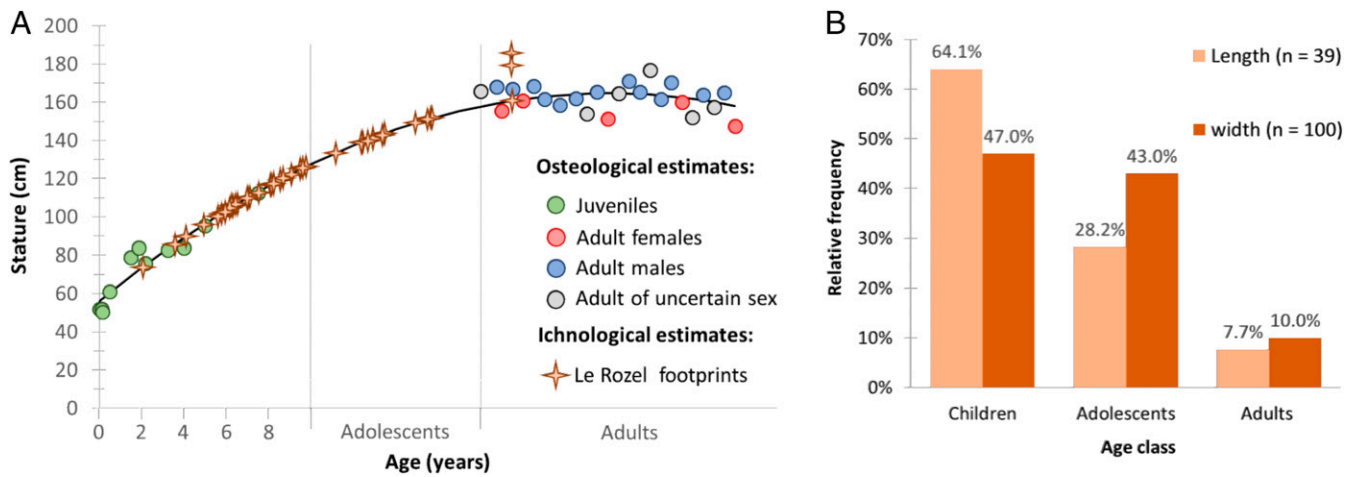 A
200
180
160
140
120
100
80
60
40
20
0
Stature (cm)
0 2 4 6 8
Adolescents
Adults
Age (years)
Osteological estimates:
Juveniles
Adult females
Adult males
Adult of uncertain sex
Ichnological estimates:
Le Rozel footprints
B
70%
60%
50%
40%
30%
20%
10%
0%
Relative frequency
64.1%
47.0%
28.2%
43.0%
7.7%
10.0%
Length (n = 39)
width (n = 100)
Children
Adolescents
Adults
Age class